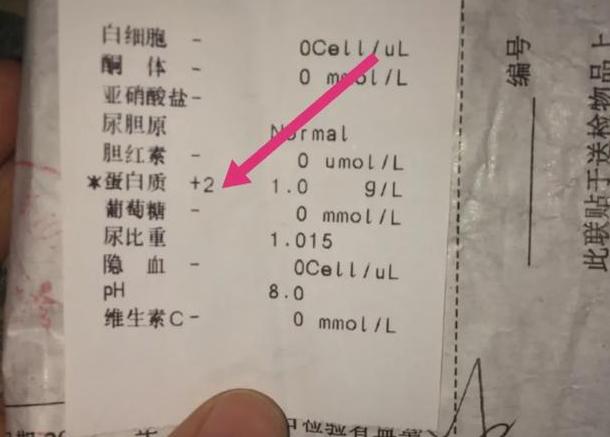 白细胞 - 0Cell/uL
酮 体 - 0 mmol/L
亚硝酸盐-
尿胆原 Normal
胆红素 - 0 umol/L
*蛋白质 +2 1.0 g/L
葡萄糖 - 0 mmol/L
尿比重 1.015
隐 血 - 0Cell/uL
pH 8.0
维生素C- 0 mmol/L
编号
此联贴于送检物品上